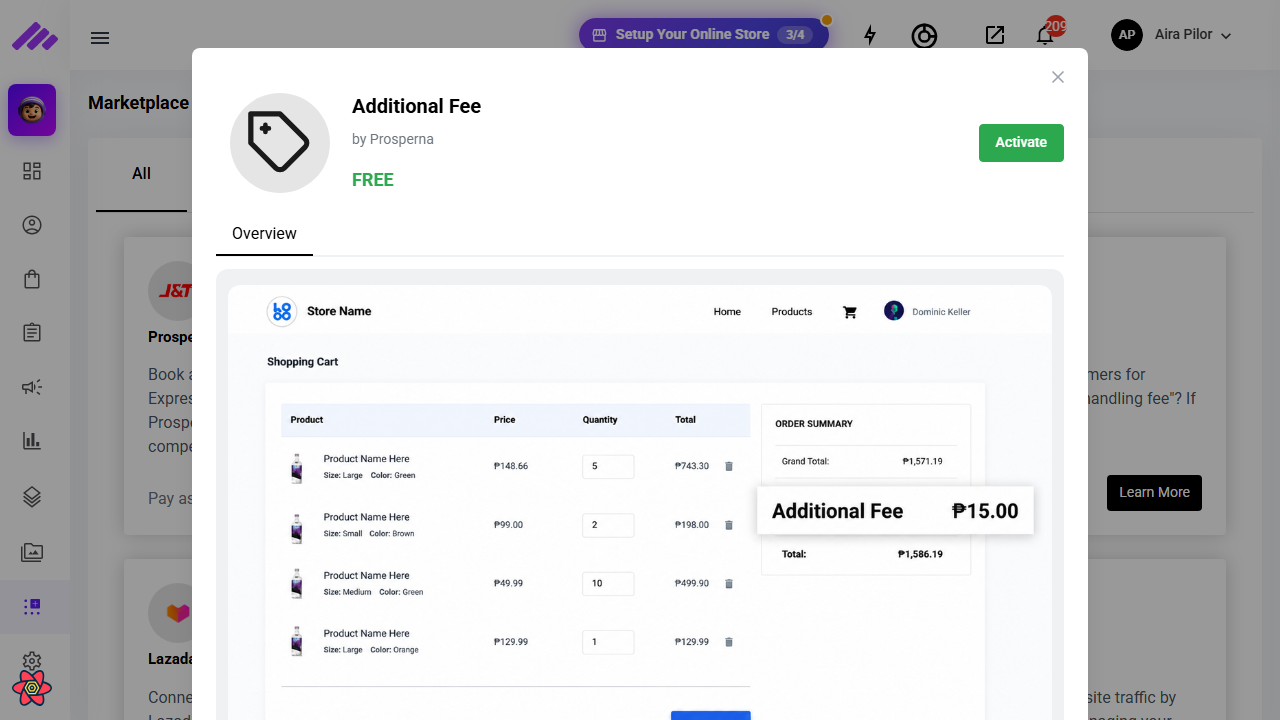 Setup Your Online Store 3/4
209
AP Aira Pilor
Marketplace
All
Additional Fee
by Prosperna
FREE
Activate
Overview
Store Name
Home Products Dominic Keller
Shopping Cart
Product Price Quantity Total
Product Name Here
Size: Large Color: Green
₱148.66 5 ₱743.30
Product Name Here
Size: Small Color: Brown
₱99.00 2 ₱198.00
Product Name Here
Size: Medium Color: Green
₱49.99 10 ₱499.90
Product Name Here
Size: Large Color: Orange
₱129.99 1 ₱129.99
ORDER SUMMARY
Grand Total: ₱1,571.19
Additional Fee ₱15.00
Total: ₱1,586.19
J&T
Prospe
Book a
Expres
Prospe
compe
Pay as
mers for
andling fee"? If
Learn More
Lazada
Conne
site traffic by